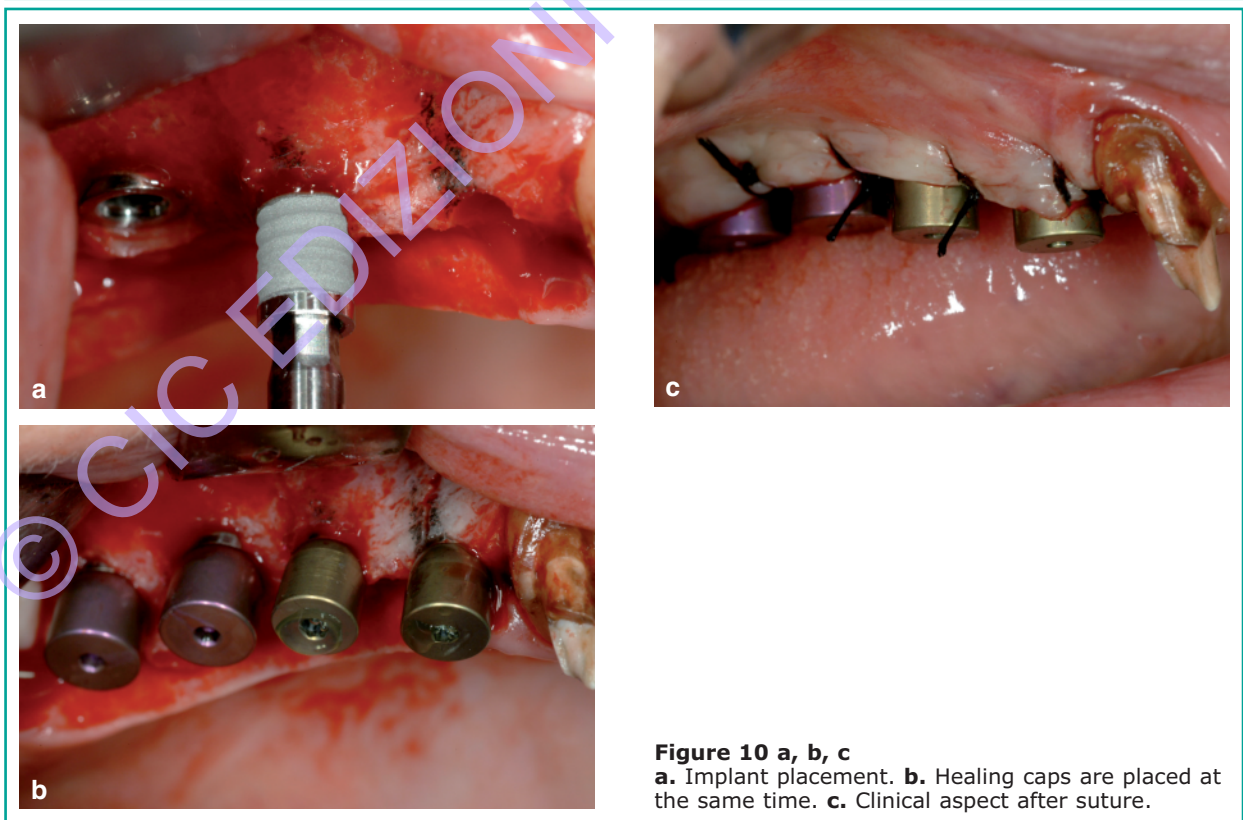 a
c
b
© CIC EDIZIONI
Figure 10 a, b, c
a. Implant placement. b. Healing caps are placed at
the same time. c. Clinical aspect after suture.